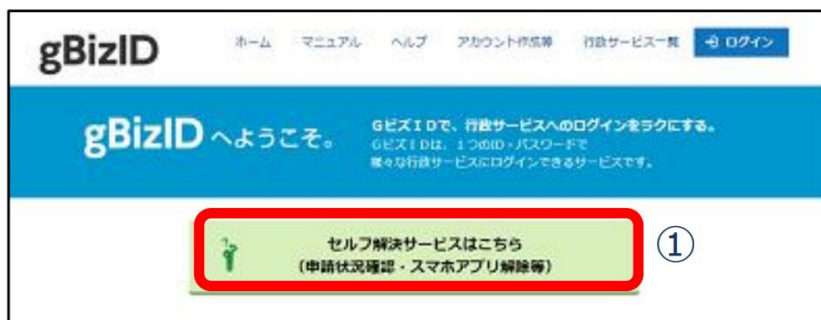 gBizID
ホーム マニュアル ヘルプ アカウント作成等 行政サービス一覧 ログイン
gBizID へようこそ。
GビズIDで、行政サービスへのログインをラクにする。
GビズIDは、1つのID・パスワードで
様々な行政サービスにログインできるサービスです。
セルフ解決サービスはこちら
(申請状況確認・スマホアプリ解除等)
①